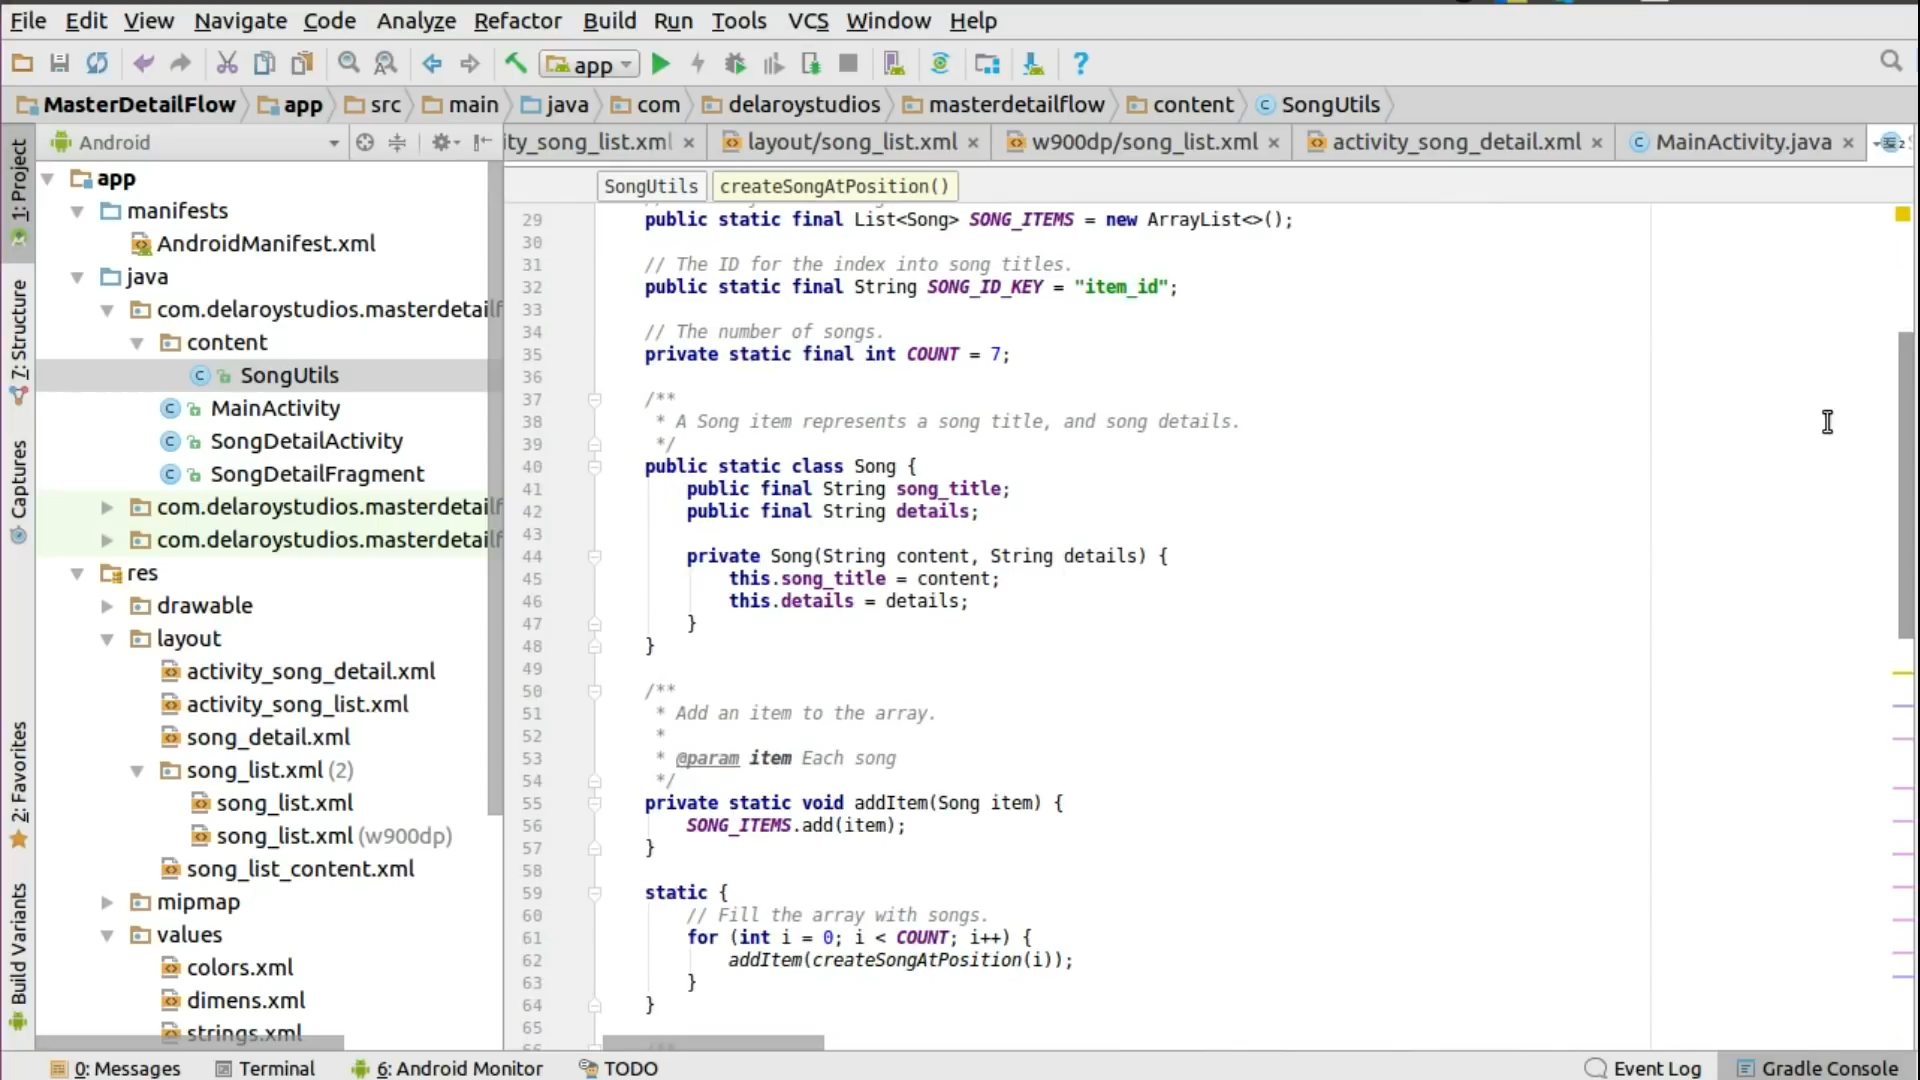 File Edit View Navigate Code Analyze Refactor Build Run Tools VCS Window Help
app
MasterDetailFlow app src main java com delaroystudios masterdetailflow content SongUtils
Android
ity_song_list.xml layout/song_list.xml w900dp/song_list.xml activity_song_detail.xml MainActivity.java
1: Project
7: Structure
Captures
2: Favorites
Build Variants
app
manifests
AndroidManifest.xml
java
com.delaroystudios.masterdetailf
content
SongUtils
MainActivity
SongDetailActivity
SongDetailFragment
com.delaroystudios.masterdetailf
com.delaroystudios.masterdetailf
res
drawable
layout
activity_song_detail.xml
activity_song_list.xml
song_detail.xml
song_list.xml (2)
song_list.xml
song_list.xml (w900dp)
song_list_content.xml
mipmap
values
colors.xml
dimens.xml
strings.xml
SongUtils createSongAtPosition()
29 public static final List<Song> SONG_ITEMS = new ArrayList<>();
30
31 // The ID for the index into song titles.
32 public static final String SONG_ID_KEY = "item_id";
33
34 // The number of songs.
35 private static final int COUNT = 7;
36
37 /**
38 * A Song item represents a song title, and song details.
39 */
40 public static class Song {
41 public final String song_title;
42 public final String details;
43
44 private Song(String content, String details) {
45 this.song_title = content;
46 this.details = details;
47 }
48 }
49
50 /**
51 * Add an item to the array.
52 *
53 * @param item Each song
54 */
55 private static void addItem(Song item) {
56 SONG_ITEMS.add(item);
57 }
58
59 static {
60 // Fill the array with songs.
61 for (int i = 0; i < COUNT; i++) {
62 addItem(createSongAtPosition(i));
63 }
64 }
65
0: Messages Terminal 6: Android Monitor TODO Event Log Gradle Console